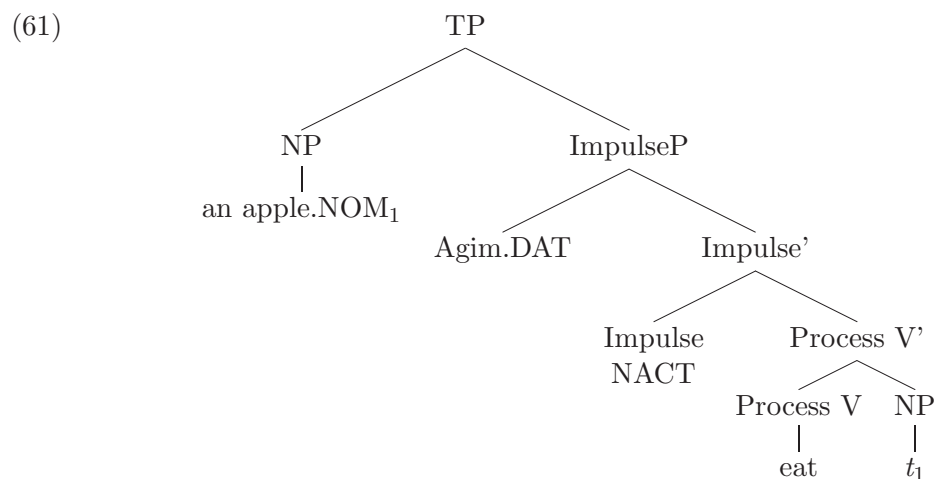 (61)
TP
NP ImpulseP
an apple.NOM₁
Agim.DAT Impulse’
Impulse Process V’
NACT
Process V NP
eat t₁